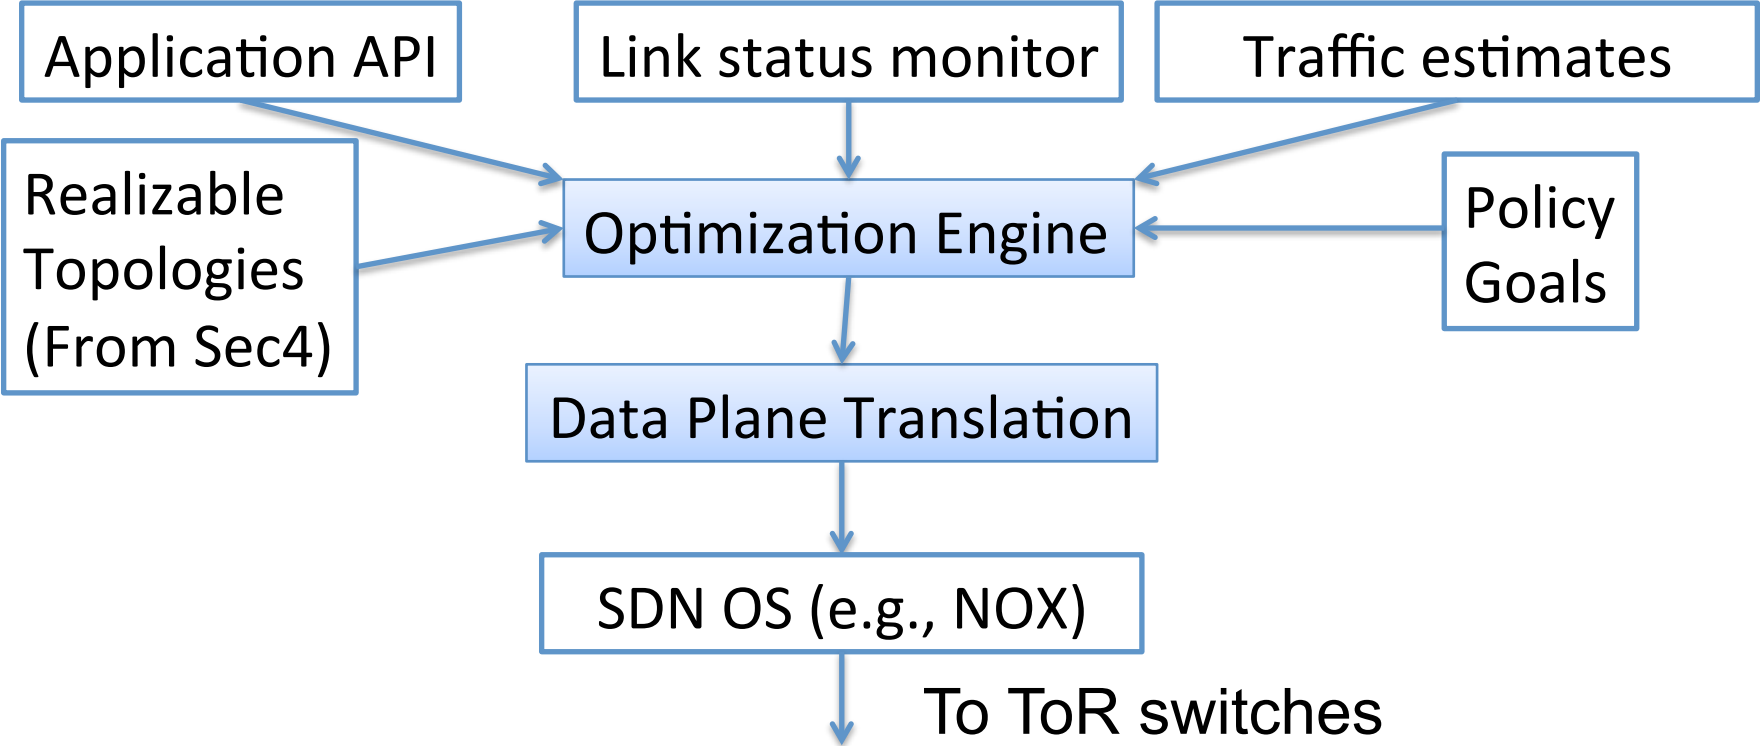 Application API
Link status monitor
Traffic estimates
Realizable
Topologies
(From Sec4)
Optimization Engine
Policy
Goals
Data Plane Translation
SDN OS (e.g., NOX)
To ToR switches